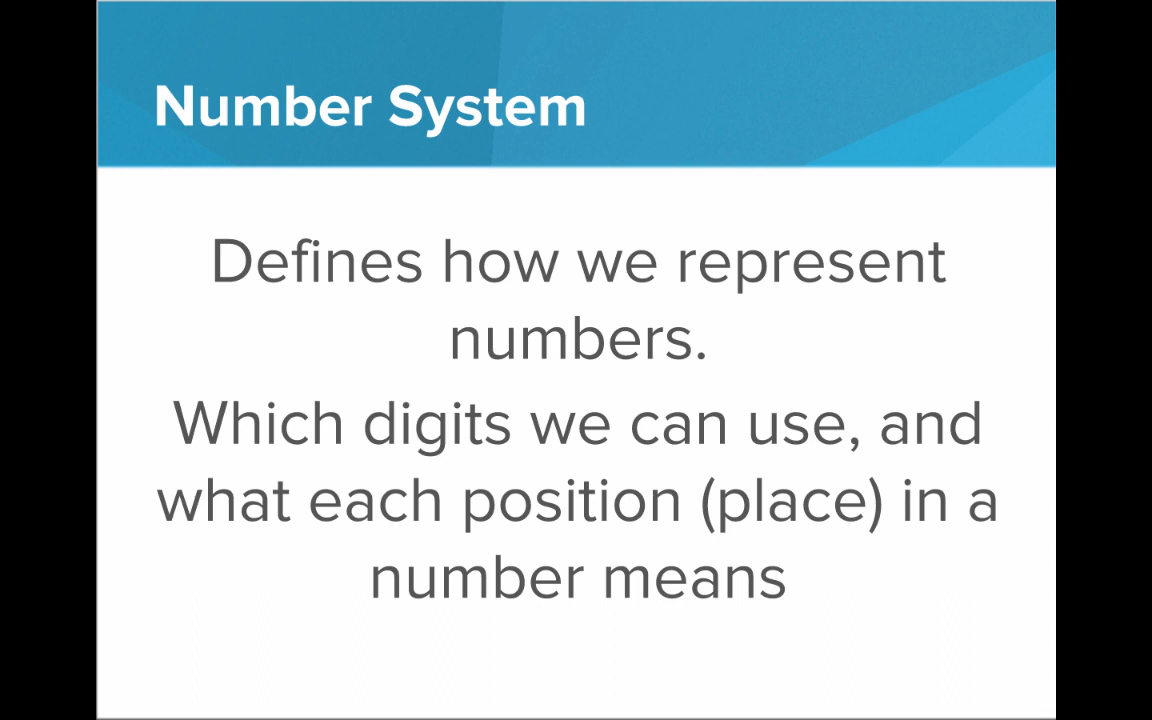 Number System
Defines how we represent
numbers.
Which digits we can use, and
what each position (place) in a
number means